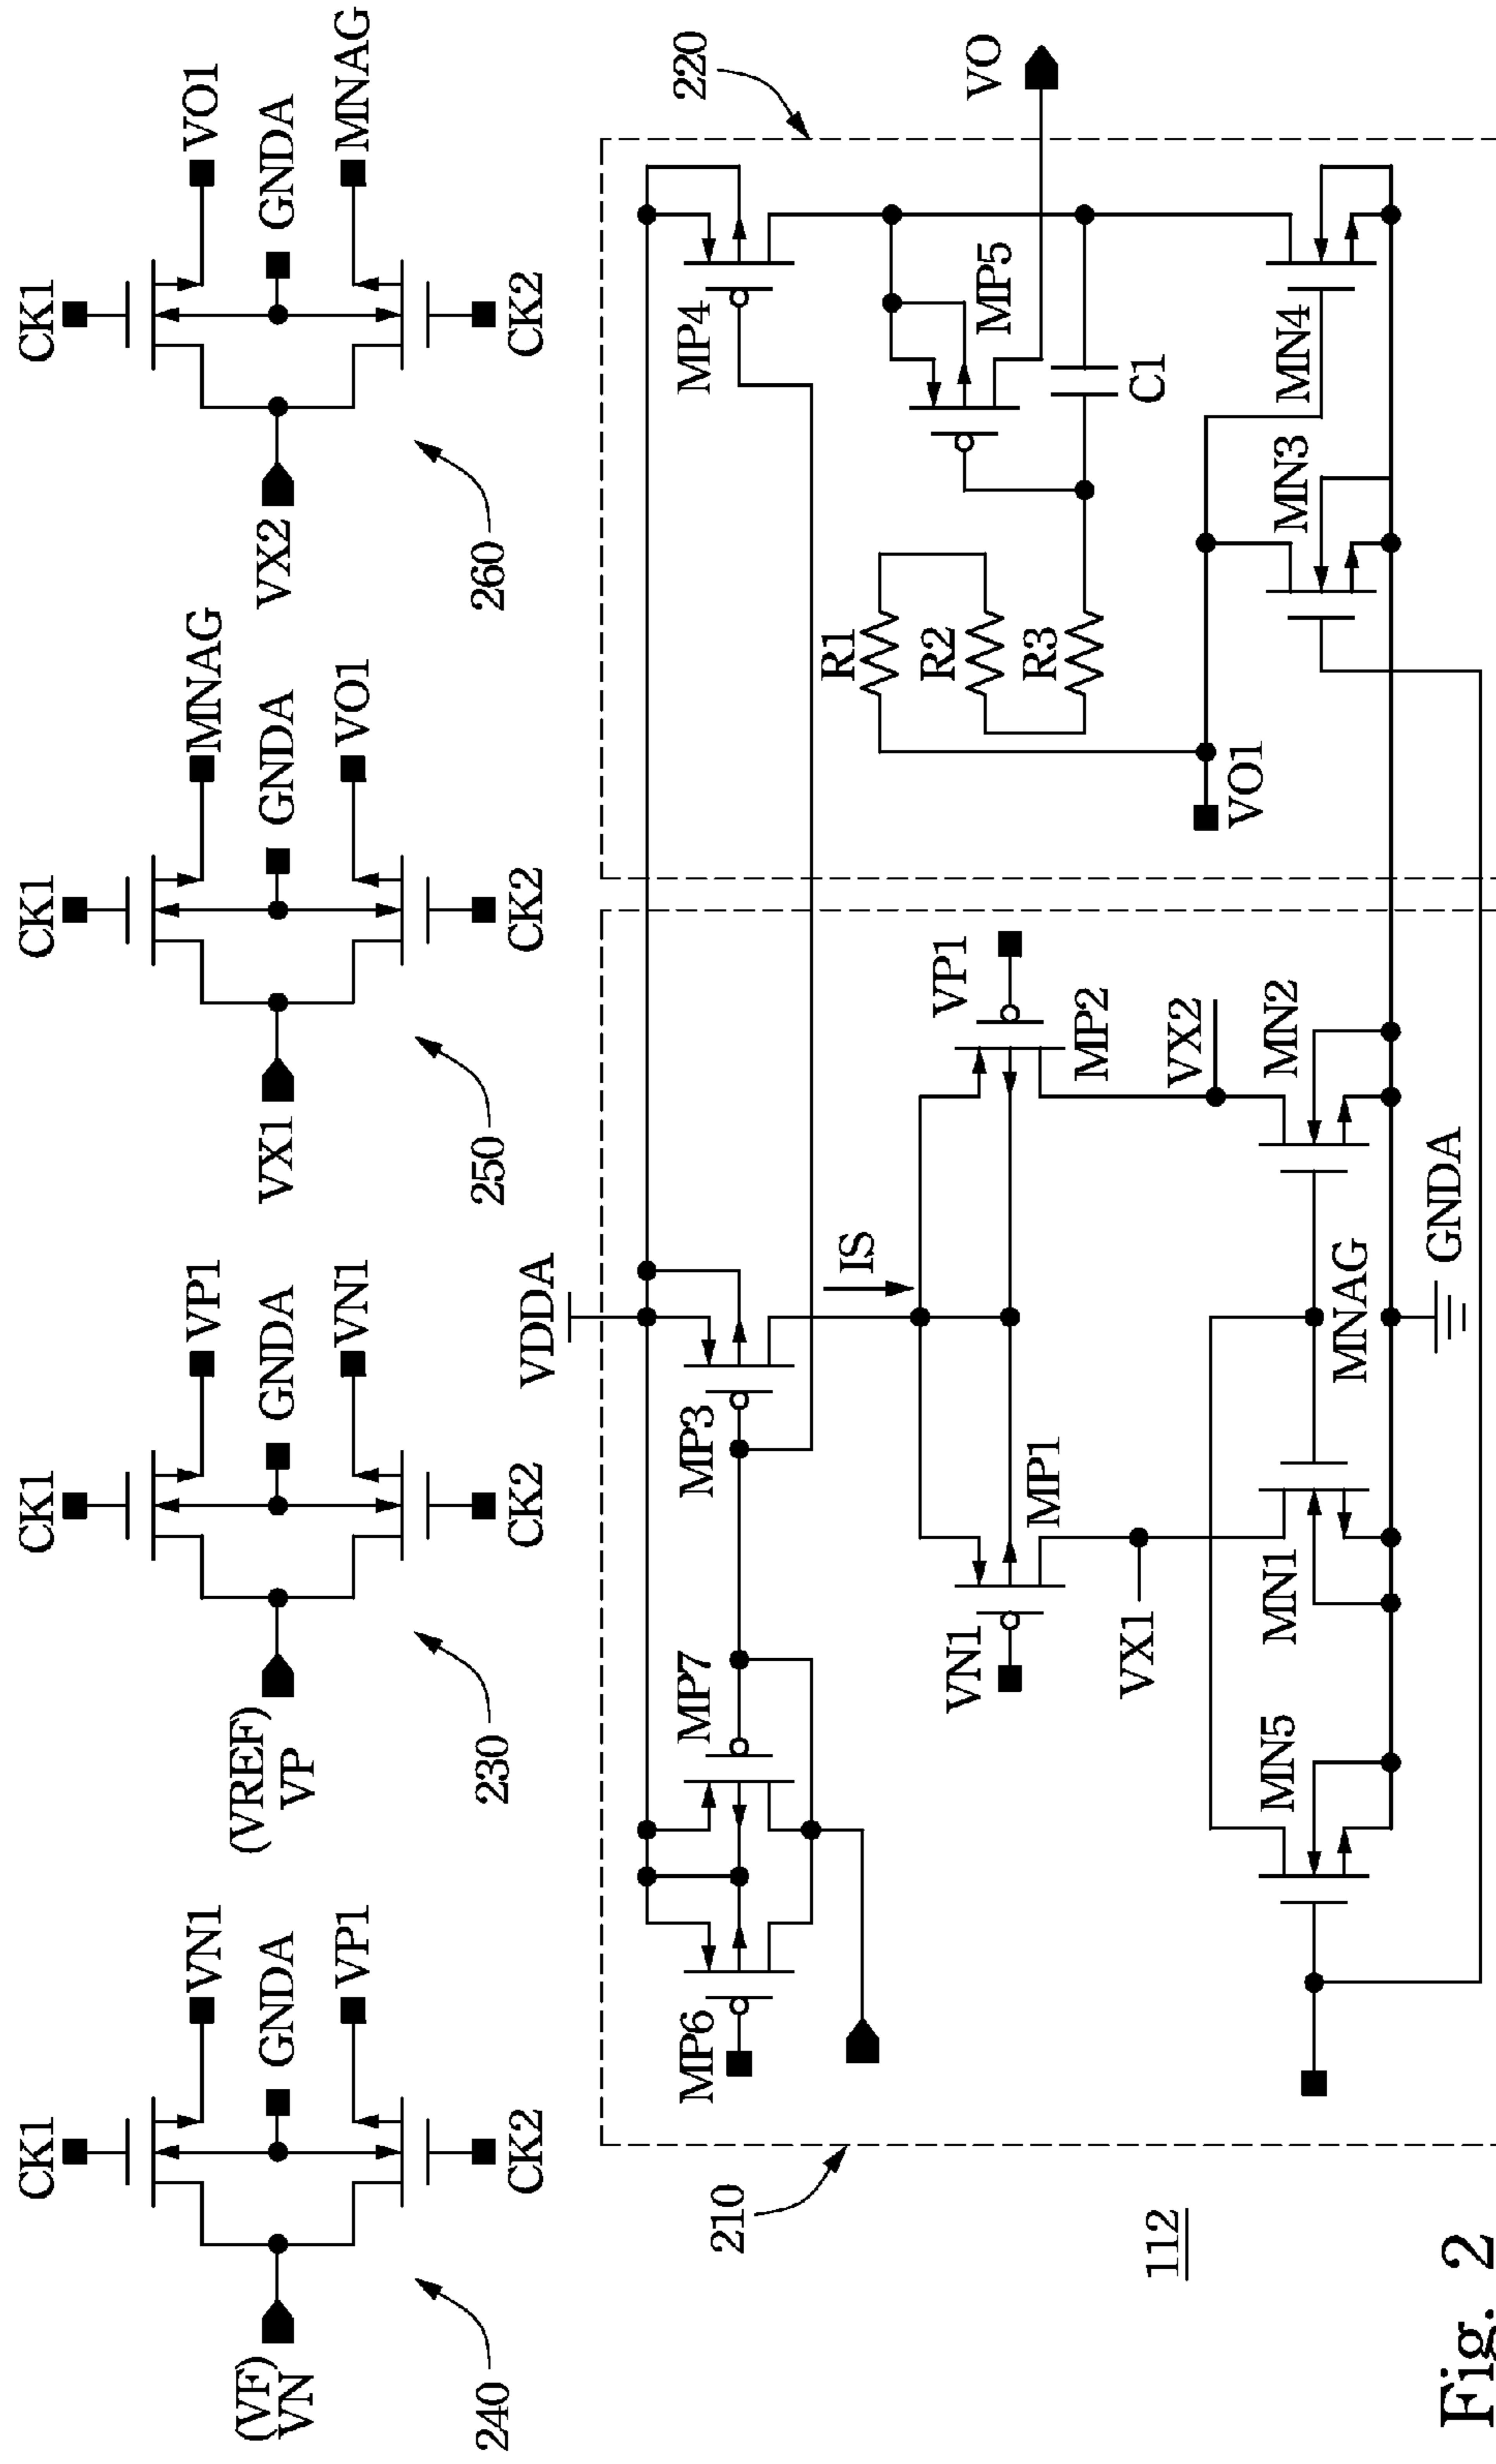 CK1
(VF)
VN
VN1
GNDA
VP1
CK2
240
CK1
(VREF)
VP
VP1
GNDA
VN1
CK2
230
CK1
VX1
MNAG
GNDA
VO1
CK2
250
CK1
VX2
VO1
GNDA
MNAG
CK2
260
VDDA
210
220
MP6
MP7
MP3
MP4
IS
VN1
MP1
VP1
MP2
MP5
VO
R1
R2
R3
C1
VX1
VX2
VO1
MN5
MN1
MNAG
MN2
MN3
MN4
GNDA
112
Fig. 2